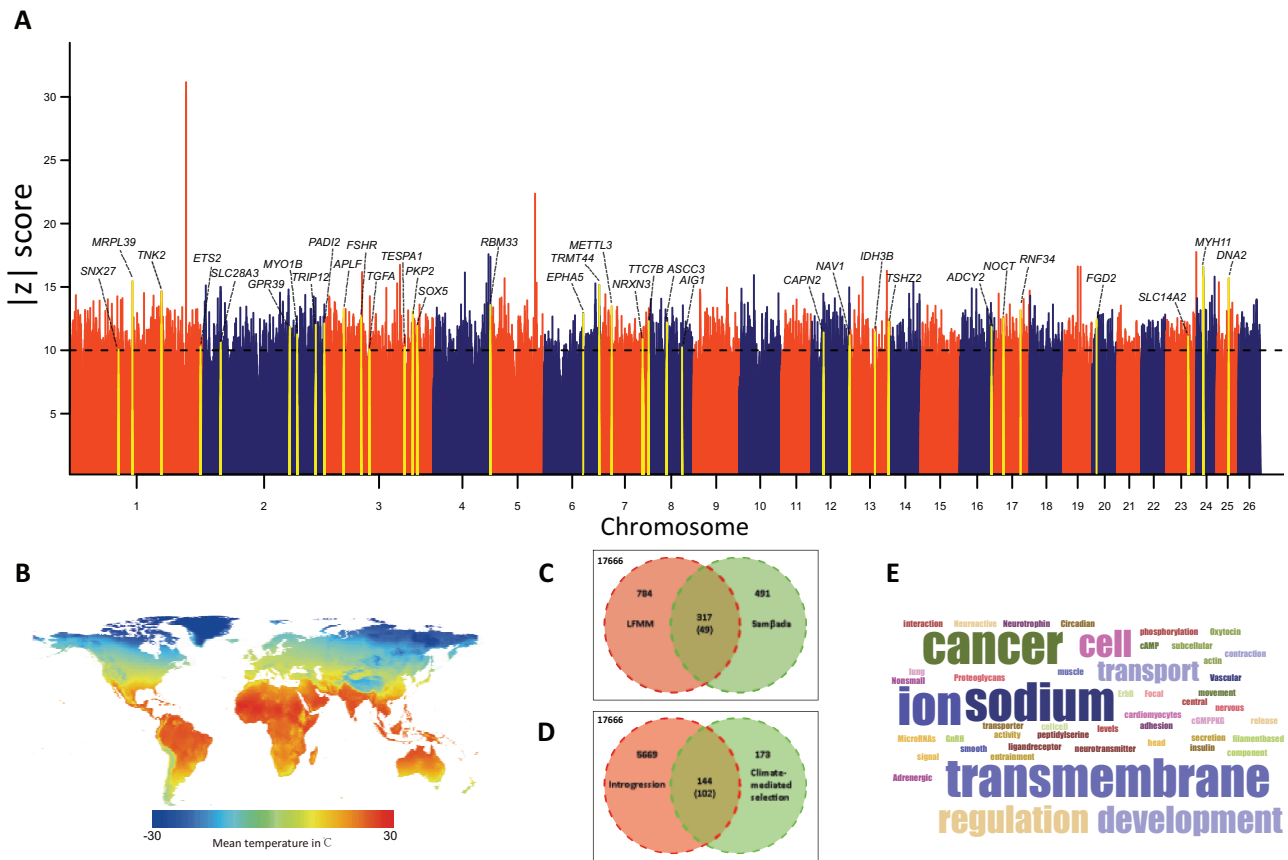 A
|z| score
30
25
20
15
10
5
SNX27
MRPL39
TNK2
ETS2
SLC28A3
GPR39
MYO1B
TRIP12
PADI2
APLF
FSHR
TGFA
TESPA1
PKP2
SOX5
RBM33
EPHA5
TRMT44
METTL3
NRXN3
TTC7B
ASCC3
AIG1
CAPN2
NAV1
IDH3B
TSHZ2
ADCY2
NOCT
RNF34
FGD2
SLC14A2
MYH11
DNA2
1 2 3 4 5 6 7 8 9 10 11 12 13 14 15 16 17 18 19 20 21 22 23 24 25 26
Chromosome
B
-30 30
Mean temperature in C
C
17666
784 491
317
(49)
LFMM Samβada
D
17666
5669 173
144
(102)
Introgression
Climate-
mediated
selection
E
interaction Neuroactive Neurotrophin Circadian
cancer cell phosphorylation Oxytocin
cAMP subcellular
actin contraction
lung
Nonsmall
Proteoglycans
muscle transport Vascular
ion sodium
ErbB Focal movement
central
nervous
cardiomyocytes cGMPPKG release
transporter cellcell levels adhesion
MicroRNAs GnRH activity peptidylserine secretion filamentbased
signal smooth ligandreceptor neurotransmitter head insulin component
entrainment
Adrenergic
transmembrane
regulation development